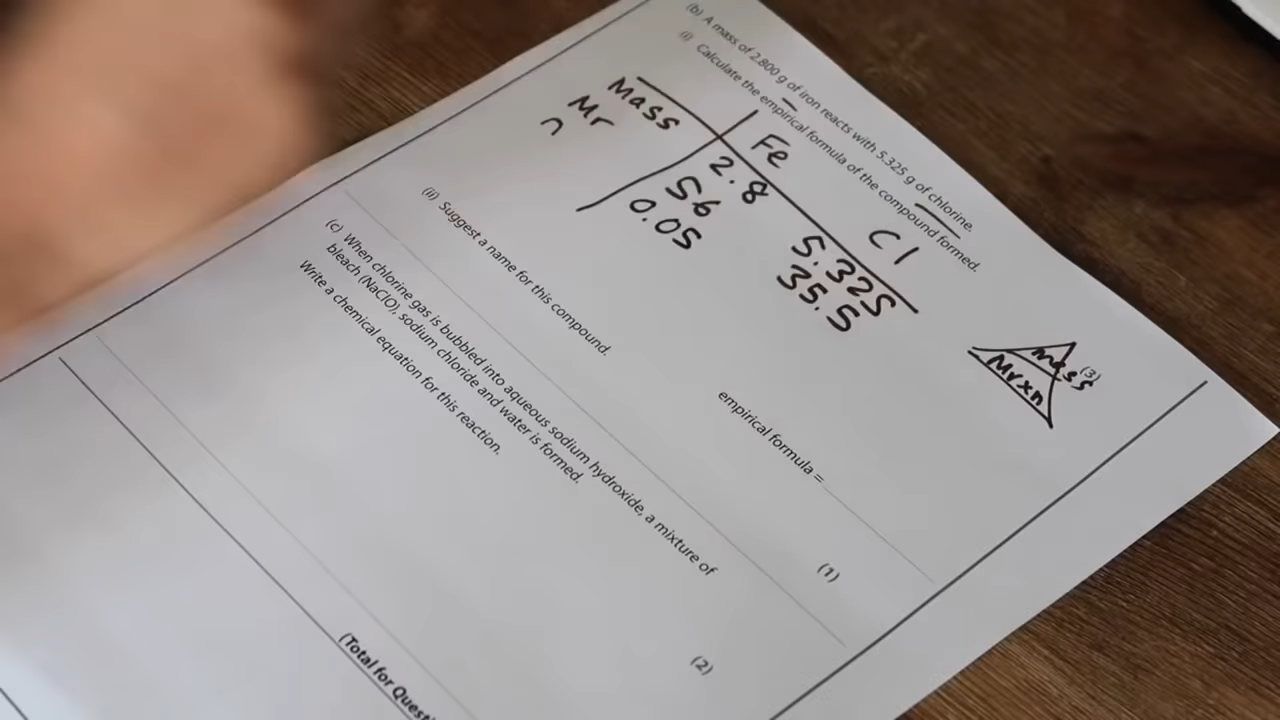 (b) A mass of 2.800 g of iron reacts with 5.325 g of chlorine.
(i) Calculate the empirical formula of the compound formed.
Fe Cl
Mass 2.8 5.325
Mr 56 35.5
n 0.05
mass
Mr x n
(3)
empirical formula =
(ii) Suggest a name for this compound.
(1)
(c) When chlorine gas is bubbled into aqueous sodium hydroxide, a mixture of
bleach (NaClO), sodium chloride and water is formed.
Write a chemical equation for this reaction.
(2)
(Total for Questi